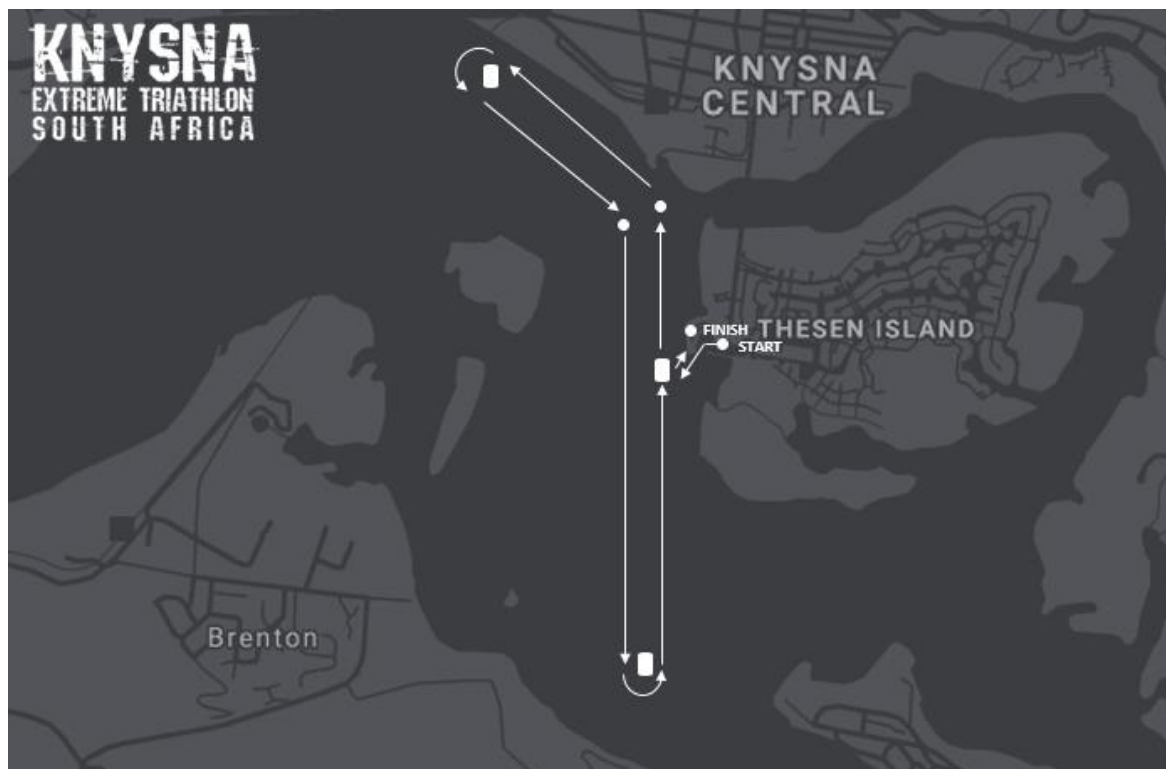 KNYSNA
EXTREME TRIATHLON
SOUTH AFRICA
KNYSNA
CENTRAL
FINISH
THESEN ISLAND
START
Brenton